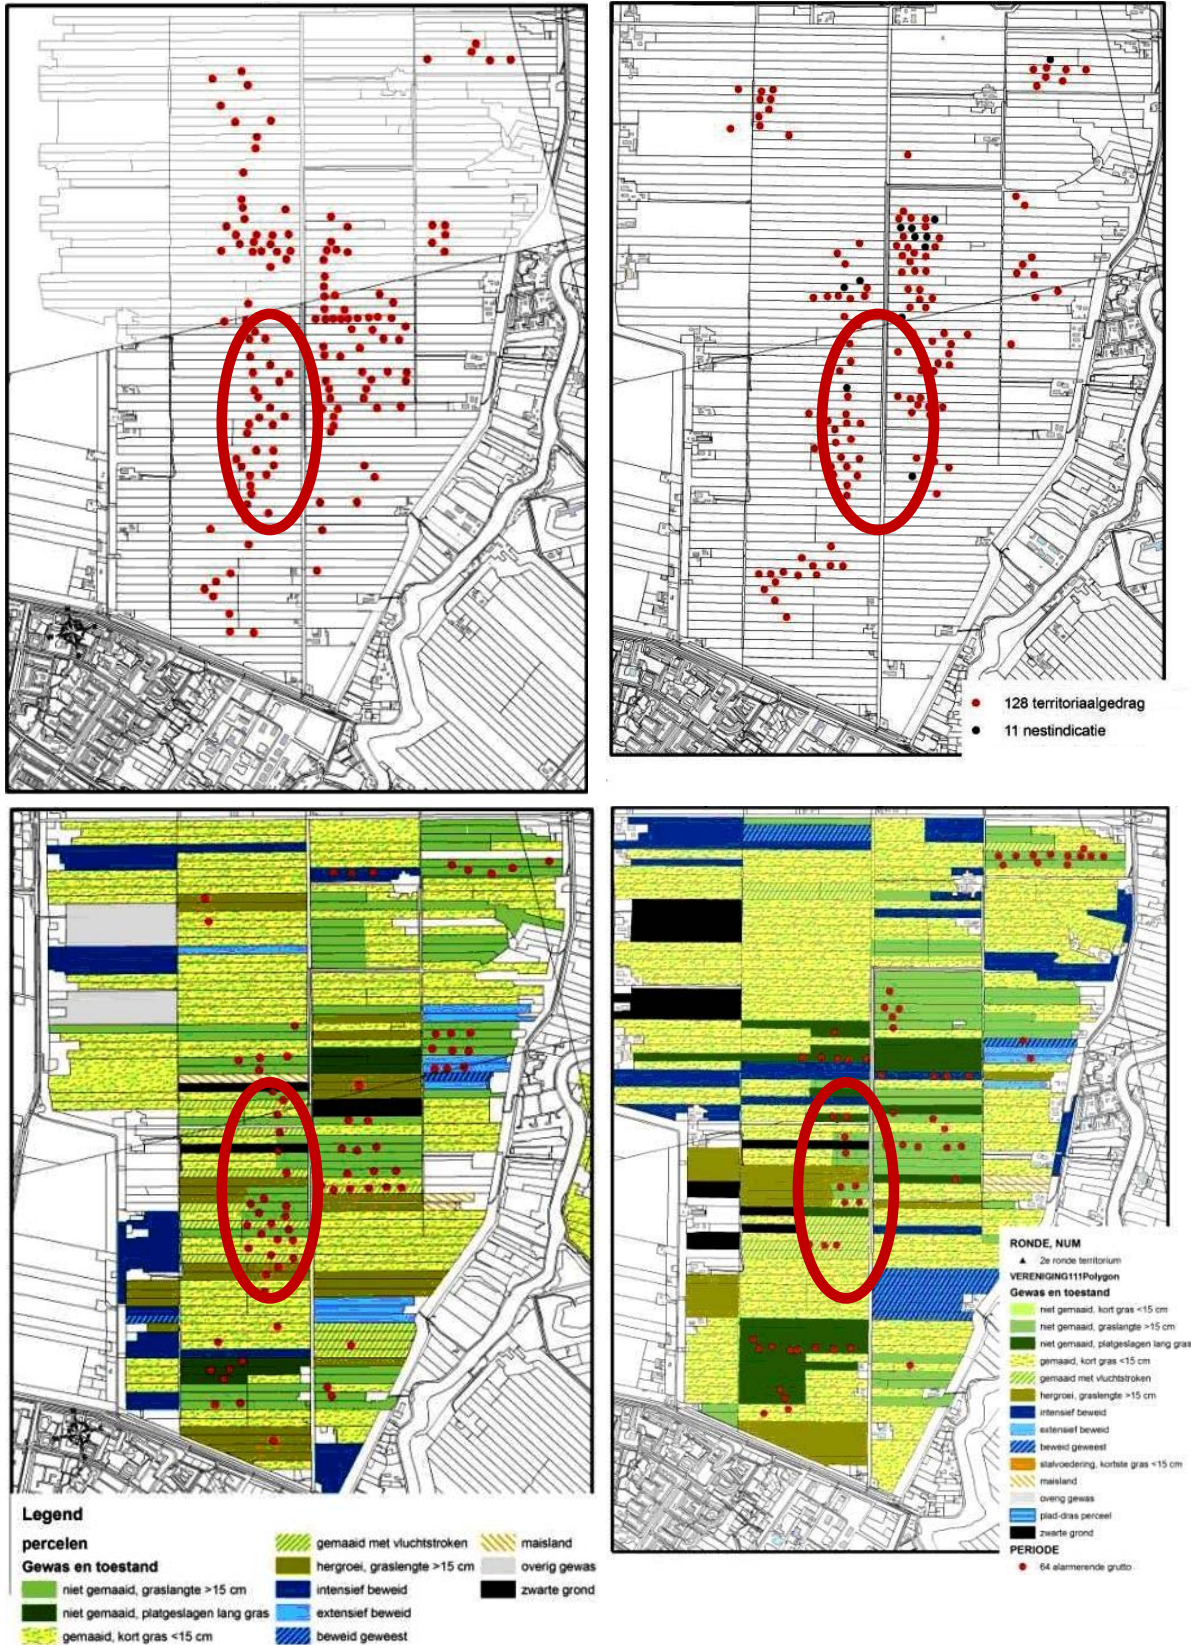 128 territoriaalgedrag
11 nestindicatie
Legend
percelen
Gewas en toestand
niet gemaaid, graslangte >15 cm
niet gemaaid, platgeslagen lang gras
gemaaid, kort gras <15 cm
gemaaid met vluchtstroken
hergroei, graslengte >15 cm
intensief beweid
extensief beweid
beweid geweest
maisland
overig gewas
zwarte grond
RONDE, NUM
2e ronde territorium
VERENIGING111Polygon
Gewas en toestand
niet gemaaid, kort gras <15 cm
niet gemaaid, graslangte >15 cm
niet gemaaid, platgeslagen lang gras
gemaaid, kort gras <15 cm
gemaaid met vluchtstroken
hergroei, graslengte >15 cm
intensief beweid
extensief beweid
beweid geweest
stalvoedering, kortste gras <15 cm
maisland
overig gewas
plad-dras perceel
zwarte grond
PERIODE
64 alarmerende grutto